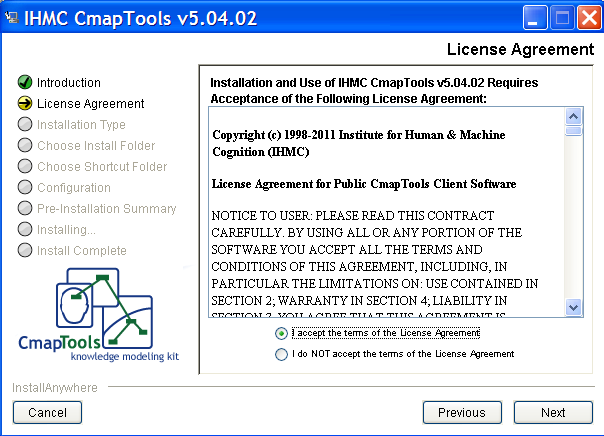 IHMC CmapTools v5.04.02
License Agreement
Introduction
License Agreement
Installation Type
Choose Install Folder
Choose Shortcut Folder
Configuration
Pre-Installation Summary
Installing...
Install Complete
CmapTools
knowledge modeling kit
Installation and Use of IHMC CmapTools v5.04.02 Requires
Acceptance of the Following License Agreement:
Copyright (c) 1998-2011 Institute for Human & Machine
Cognition (IHMC)
License Agreement for Public CmapTools Client Software
NOTICE TO USER: PLEASE READ THIS CONTRACT
CAREFULLY. BY USING ALL OR ANY PORTION OF THE
SOFTWARE YOU ACCEPT ALL THE TERMS AND
CONDITIONS OF THIS AGREEMENT, INCLUDING, IN
PARTICULAR THE LIMITATIONS ON: USE CONTAINED IN
SECTION 2; WARRANTY IN SECTION 4; LIABILITY IN
SECTION 7. YOU AGREE THAT THIS AGREEMENT IS
I accept the terms of the License Agreement
I do NOT accept the terms of the License Agreement
InstallAnywhere
Cancel
Previous
Next